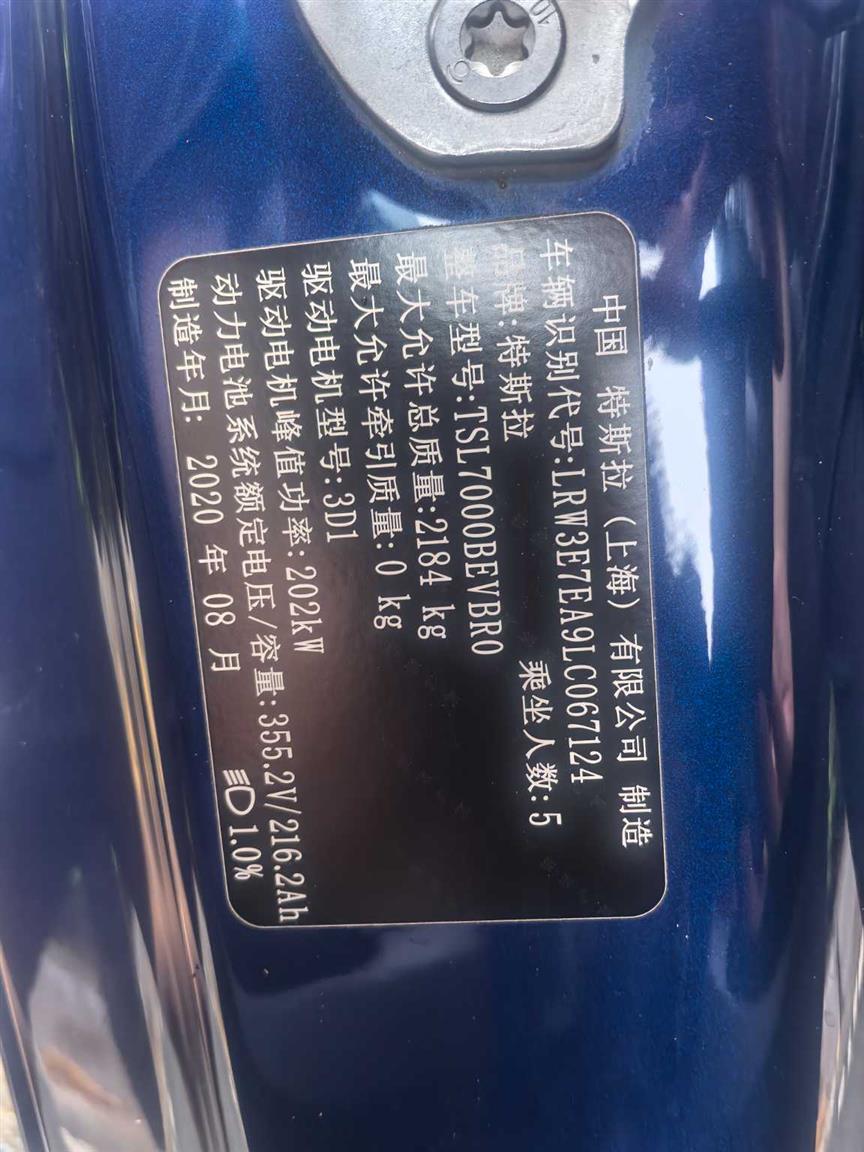 中国 特斯拉（上海）有限公司 制造
车辆识别代号:LRW3E7EA9LC067124
品牌:特斯拉 乘坐人数:5
整车型号:TSL7000BEVBR0
最大允许总质量:2184 kg
最大允许牵引质量:0 kg
驱动电机型号:3D1
驱动电机峰值功率:202kW
动力电池系统额定电压/容量:355.2V/216.2Ah
制造年月: 2020 年 08 月 1.0%
10
9